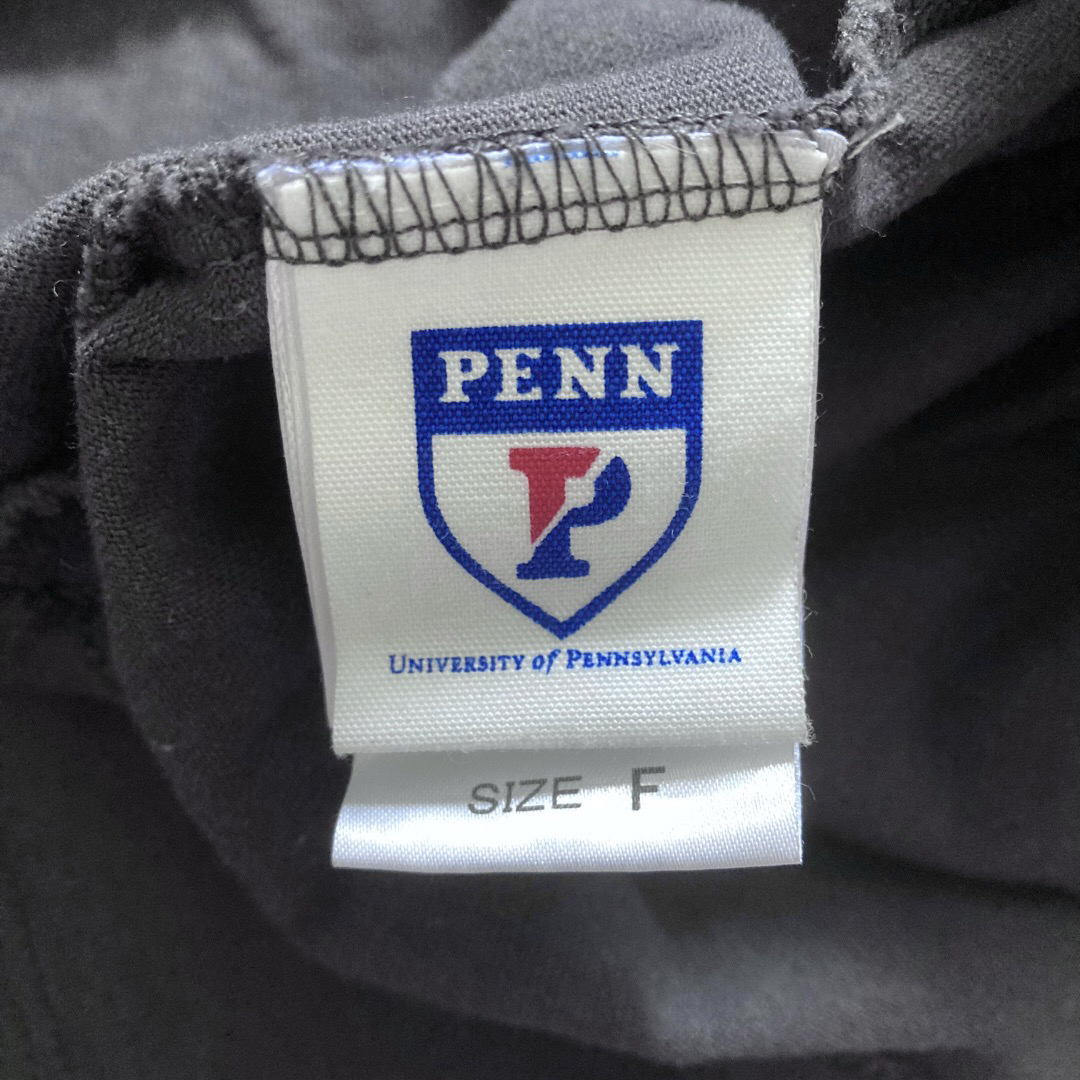 PENN
P
UNIVERSITY of PENNSYLVANIA
SIZE F